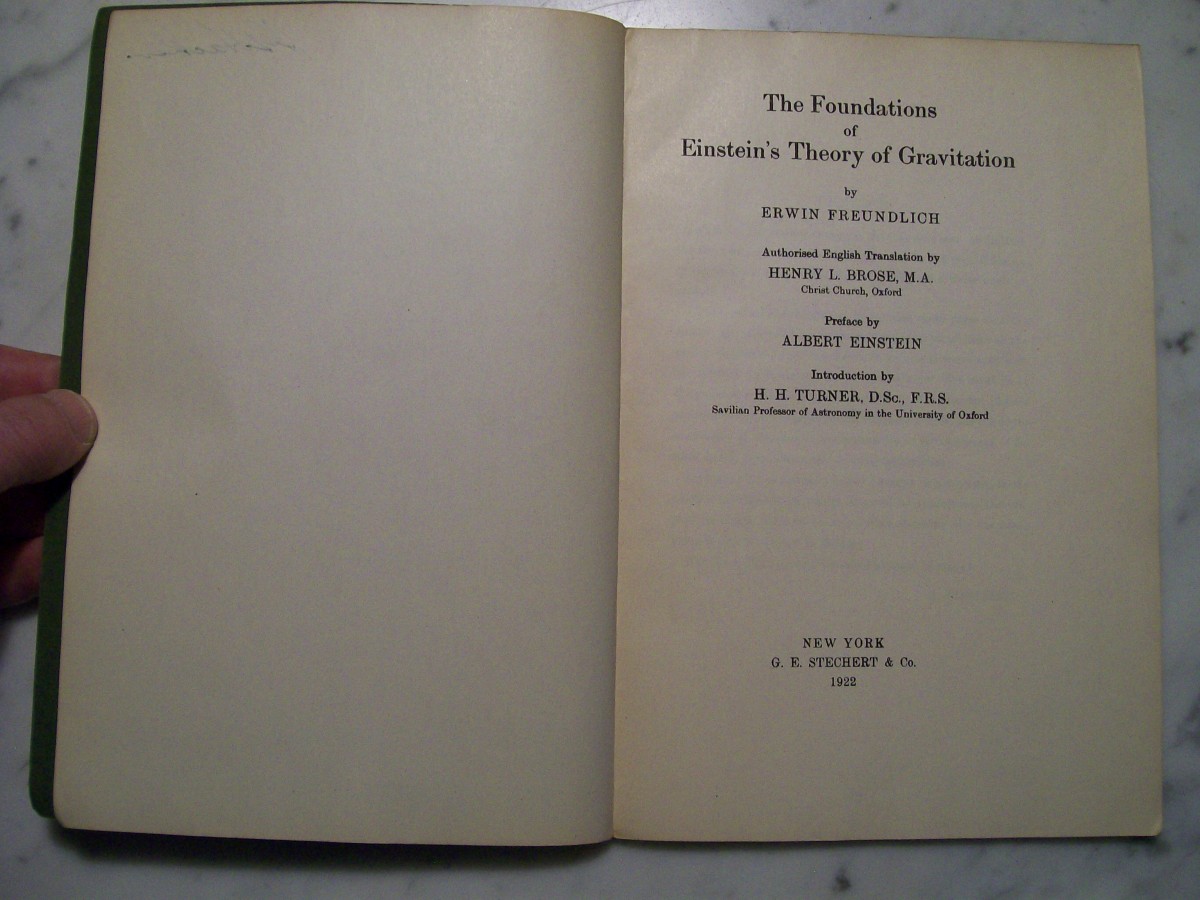 The Foundations
of
Einstein's Theory of Gravitation
by
ERWIN FREUNDLICH
Authorised English Translation by
HENRY L. BROSE, M.A.
Christ Church, Oxford
Preface by
ALBERT EINSTEIN
Introduction by
H. H. TURNER, D.Sc., F.R.S.
Savilian Professor of Astronomy in the University of Oxford
NEW YORK
G. E. STECHERT & Co.
1922